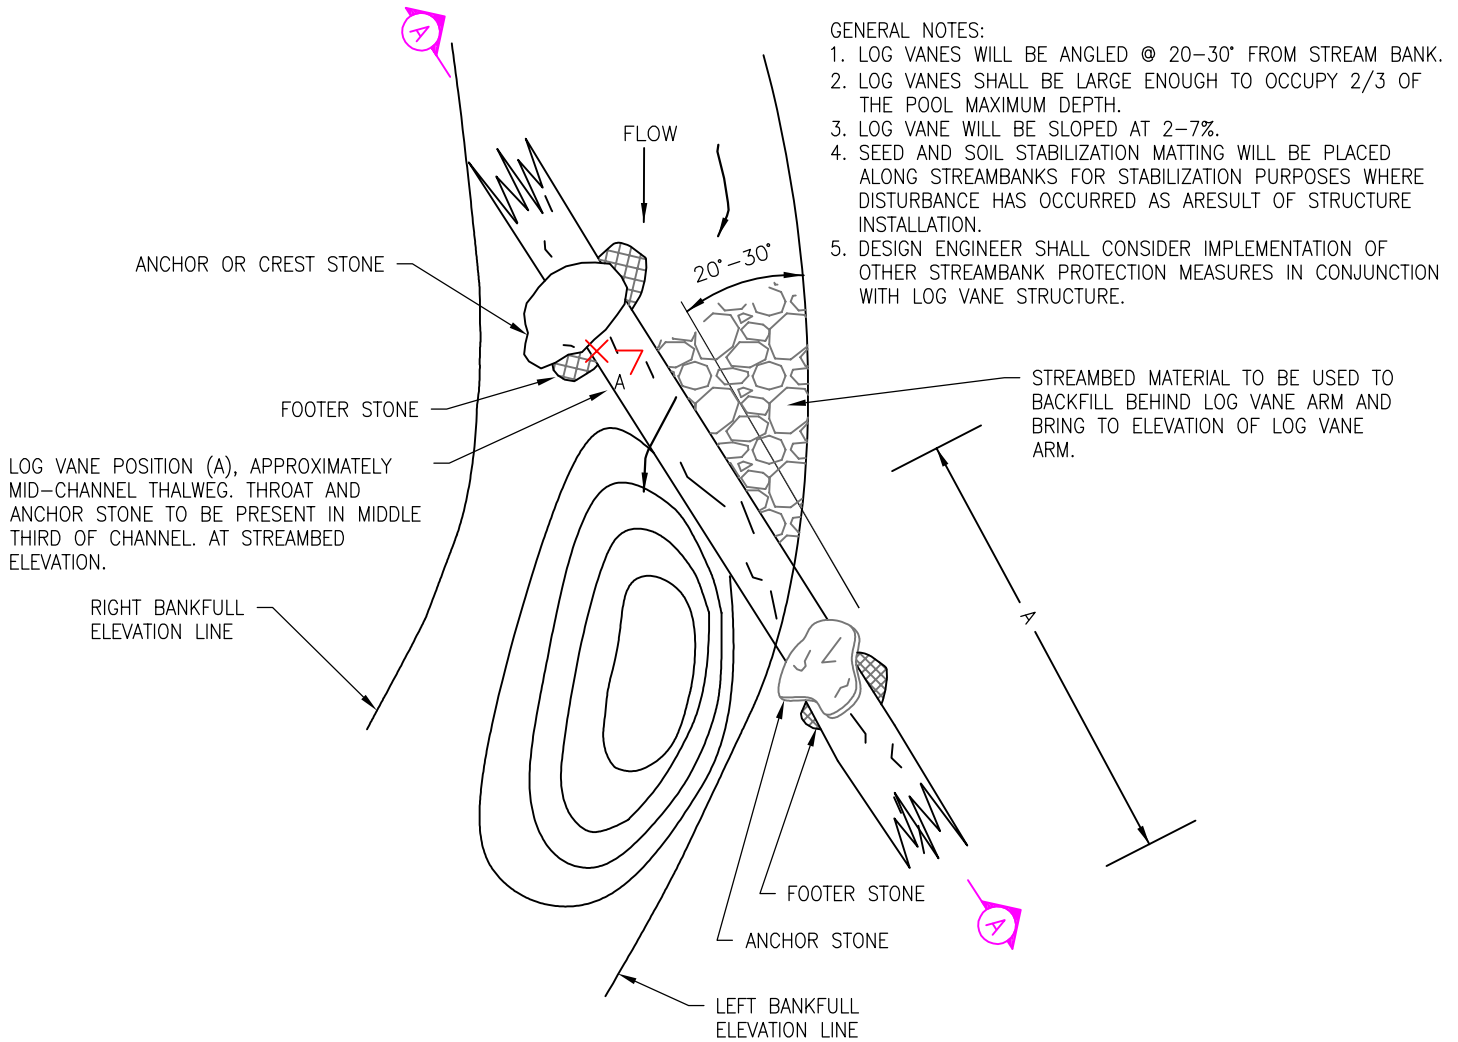 GENERAL NOTES:
1. LOG VANES WILL BE ANGLED @ 20-30° FROM STREAM BANK.
2. LOG VANES SHALL BE LARGE ENOUGH TO OCCUPY 2/3 OF
THE POOL MAXIMUM DEPTH.
3. LOG VANE WILL BE SLOPED AT 2-7%.
4. SEED AND SOIL STABILIZATION MATTING WILL BE PLACED
ALONG STREAMBANKS FOR STABILIZATION PURPOSES WHERE
DISTURBANCE HAS OCCURRED AS ARESULT OF STRUCTURE
INSTALLATION.
5. DESIGN ENGINEER SHALL CONSIDER IMPLEMENTATION OF
OTHER STREAMBANK PROTECTION MEASURES IN CONJUNCTION
WITH LOG VANE STRUCTURE.
A
FLOW
20°-30°
ANCHOR OR CREST STONE
A
FOOTER STONE
STREAMBED MATERIAL TO BE USED TO
BACKFILL BEHIND LOG VANE ARM AND
BRING TO ELEVATION OF LOG VANE
ARM.
LOG VANE POSITION (A), APPROXIMATELY
MID-CHANNEL THALWEG. THROAT AND
ANCHOR STONE TO BE PRESENT IN MIDDLE
THIRD OF CHANNEL. AT STREAMBED
ELEVATION.
RIGHT BANKFULL
ELEVATION LINE
A
FOOTER STONE
ANCHOR STONE
A
LEFT BANKFULL
ELEVATION LINE